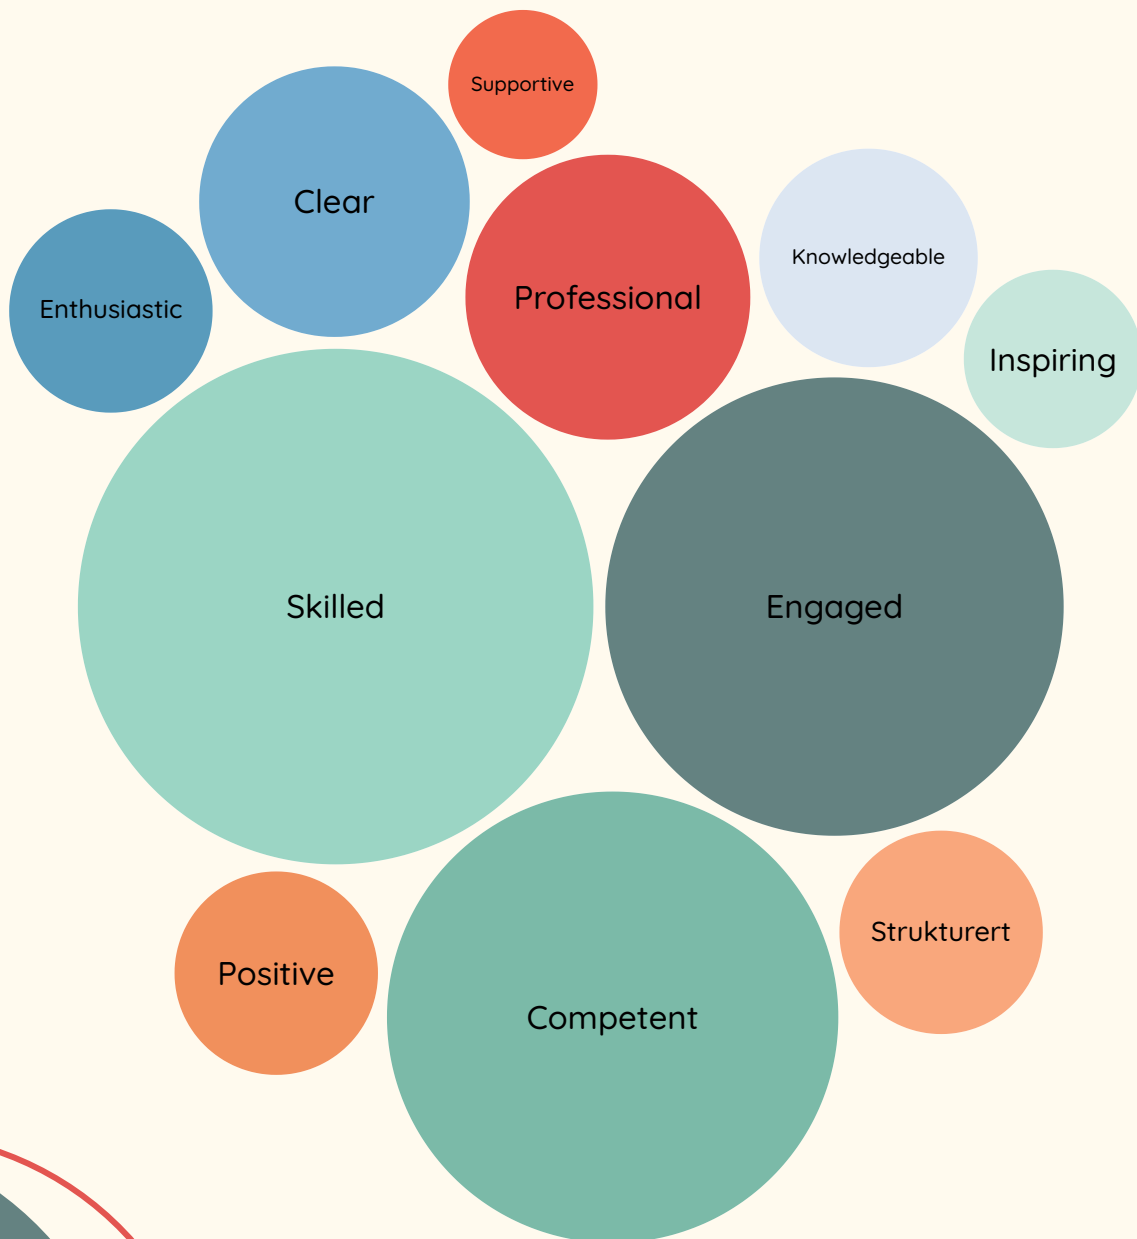 Supportive
Clear
Knowledgeable
Professional
Enthusiastic
Inspiring
Skilled
Engaged
Strukturert
Positive
Competent